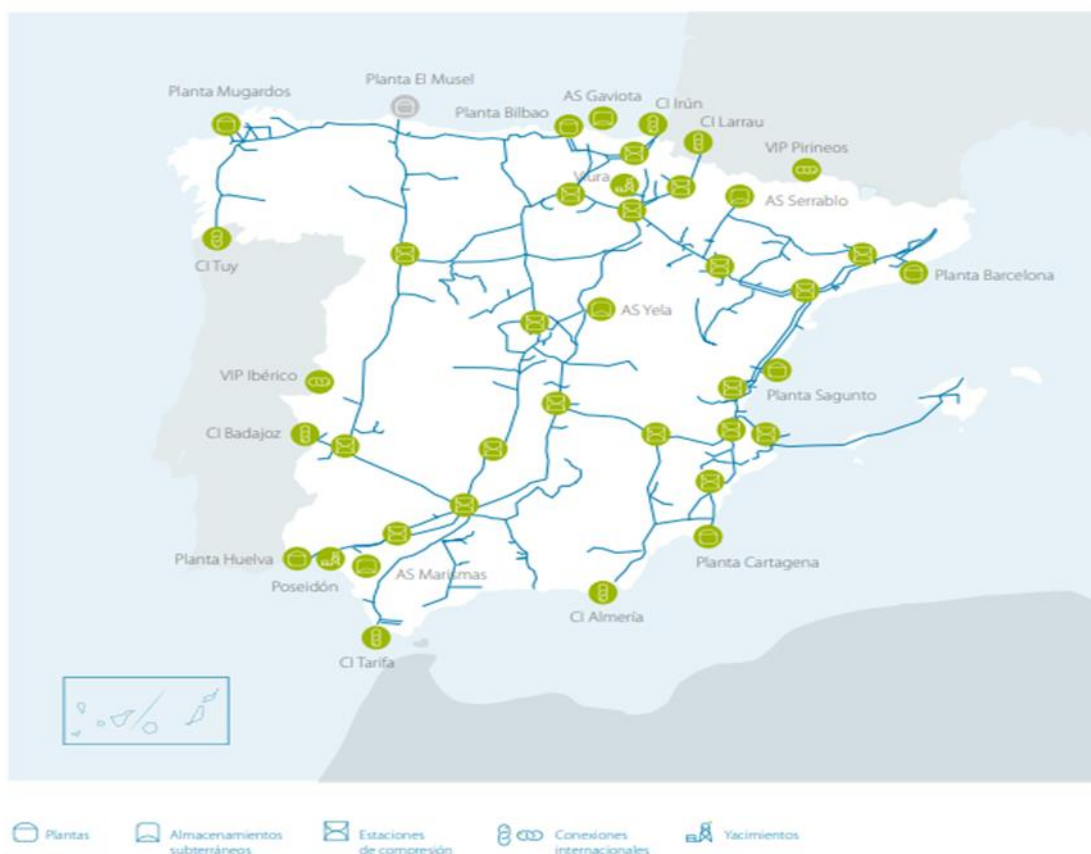 Planta El Musel
Planta Mugardos
AS Gaviota
Planta Bilbao
CI Irún
CI Larrau
VIP Pirineos
Viura
AS Serrablo
CI Tuy
Planta Barcelona
AS Yela
VIP Ibérico
Planta Sagunto
CI Badajoz
Planta Huelva
Poseidón
AS Marismas
Planta Cartagena
CI Almería
CI Tarifa
Plantas
Almacenamientos
subterráneos
Estaciones
de compresión
Conexiones
internacionales
Yacimientos